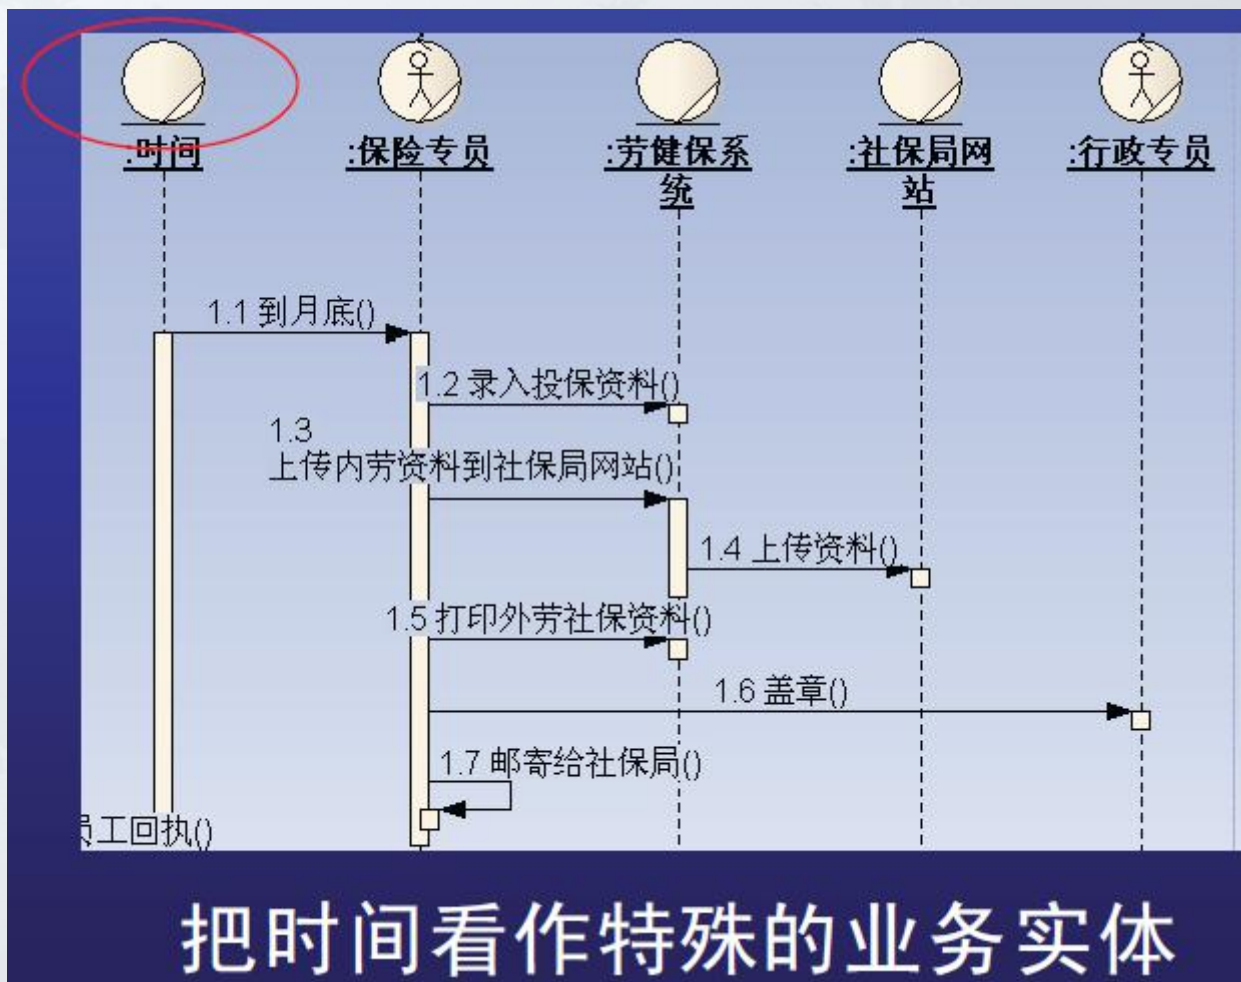 :时间
:保险专员
:劳健保系
统
:社保局网
站
:行政专员
1.1 到月底()
1.2 录入投保资料()
1.3
上传内劳资料到社保局网站()
1.4 上传资料()
1.5 打印外劳社保资料()
1.6 盖章()
1.7 邮寄给社保局()
员工回执()
把时间看作特殊的业务实体